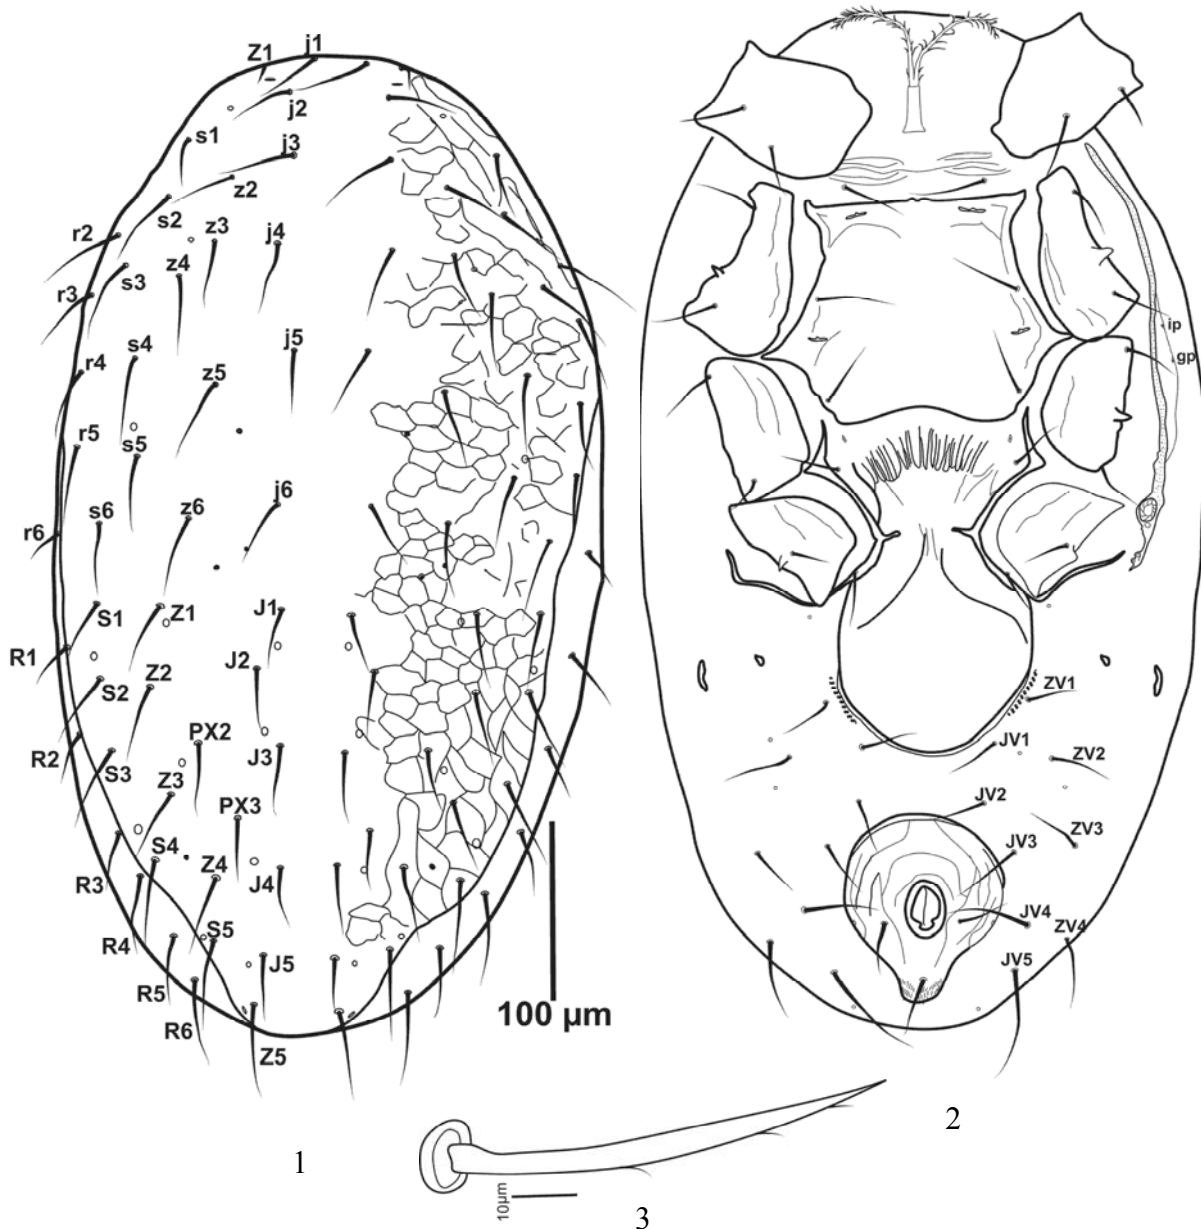 Z1 j1
j2
s1
j3
z2
s2
r2
z3 j4
s3 z4
r3
s4 j5
r4 z5
r5 s5
s6 z6 j6
r6
S1 Z1 J1
R1
J2
S2 Z2
R2
PX2
S3 J3
Z3
PX3
S4
R3 Z4 J4
R4 S5
J5
R5
R6
Z5
100 µm
1
ip
gp
ZV1
JV1
ZV2
JV2
ZV3
JV3
JV4
ZV4
JV5
2
10µm
3